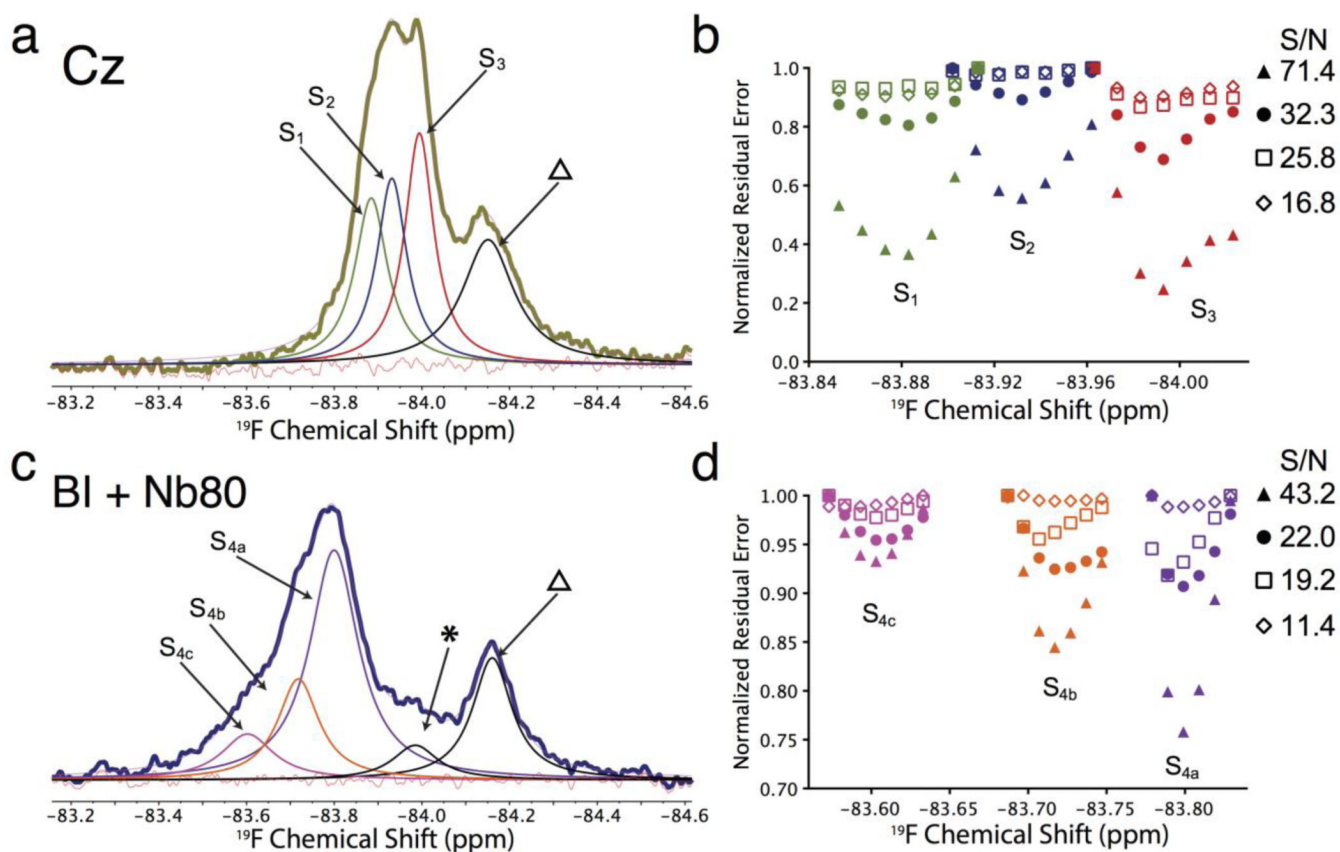 a
Cz
S1
S2
S3
△
−83.2 −83.4 −83.6 −83.8 −84.0 −84.2 −84.4 −84.6
19F Chemical Shift (ppm)
b
S/N
▲ 71.4
● 32.3
□ 25.8
◇ 16.8
1.0
0.8
0.6
0.4
0.2
0.0
Normalized Residual Error
S1
S2
S3
−83.84 −83.88 −83.92 −83.96 −84.00
19F Chemical Shift (ppm)
c
BI + Nb80
S4a
S4b
S4c
*
△
−83.2 −83.4 −83.6 −83.8 −84.0 −84.2 −84.4 −84.6
19F Chemical Shift (ppm)
d
S/N
▲ 43.2
● 22.0
□ 19.2
◇ 11.4
1.00
0.95
0.90
0.85
0.80
0.75
0.70
Normalized Residual Error
S4c
S4b
S4a
−83.60 −83.65 −83.70 −83.75 −83.80
19F Chemical Shift (ppm)